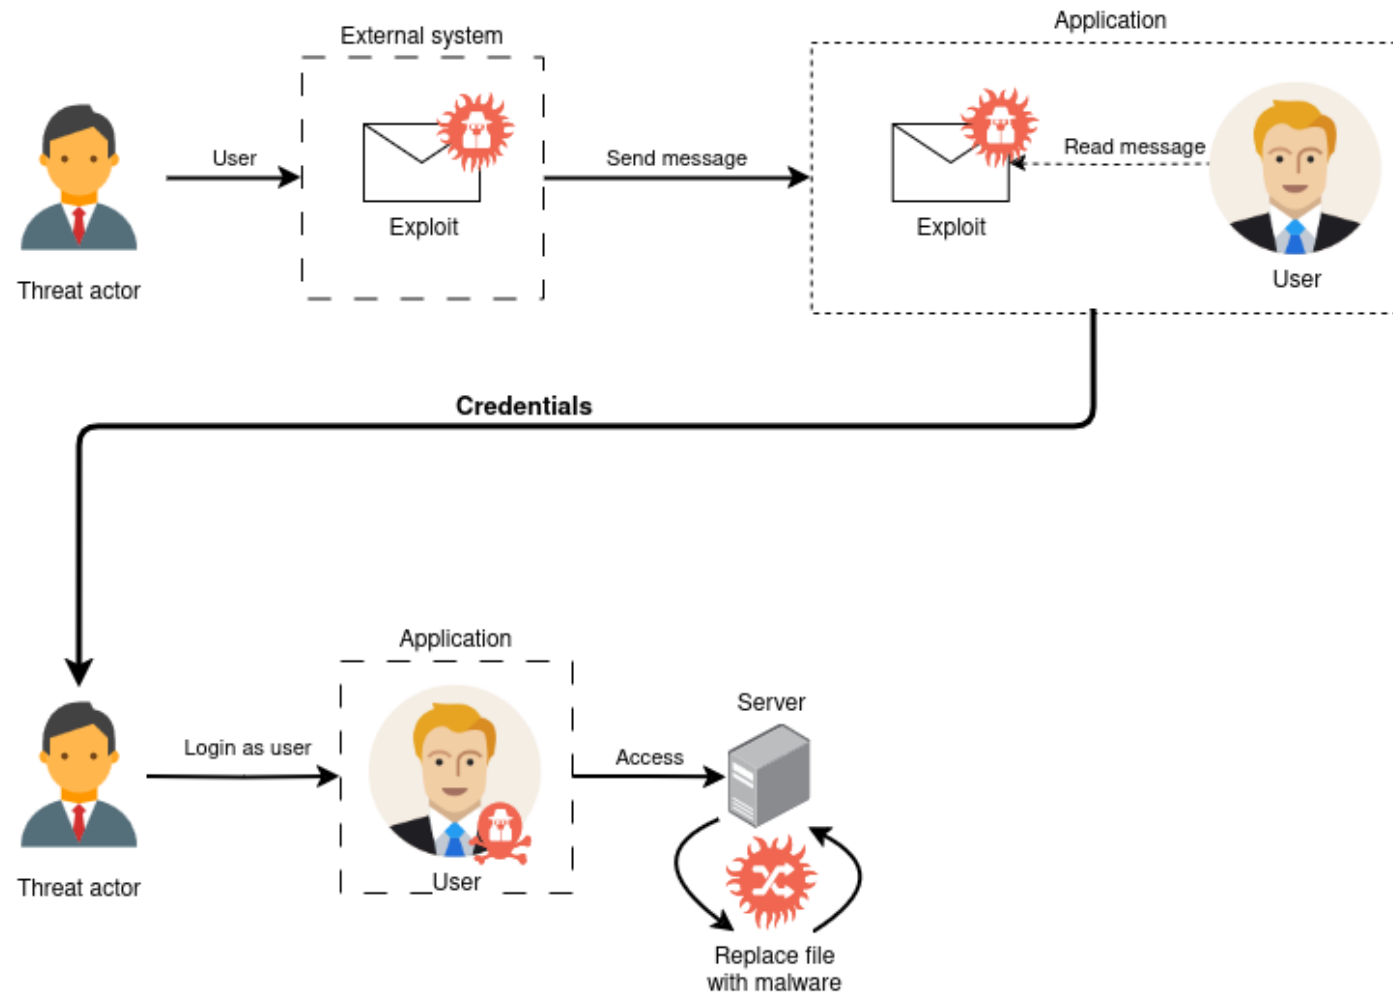 External system
Application
User
Send message
Read message
Exploit
Exploit
User
Threat actor
Credentials
Application
Server
Login as user
Access
User
Threat actor
Replace file
with malware